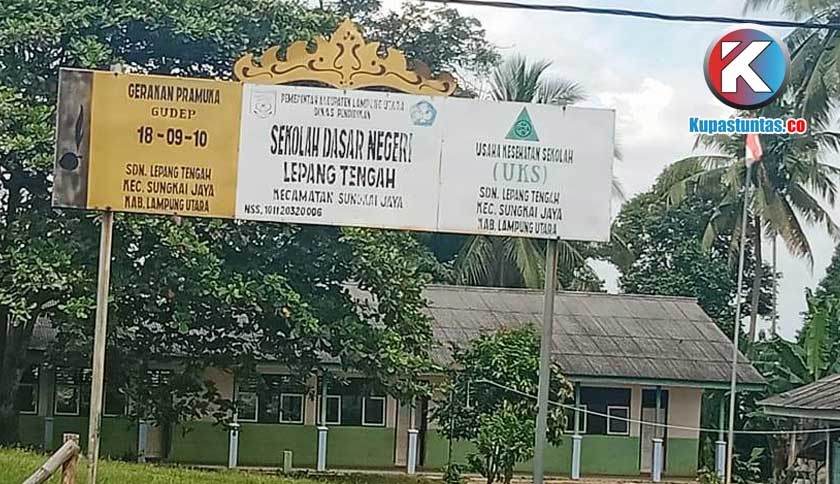 GERAKAN PRAMUKA
GUDEP
18-09-10
SDN. LEPANG TENGAH
KEC. SUNGKAI JAYA
KAB. LAMPUNG UTARA
PEMERINTAH KABUPATEN LAMPUNG UTARA
DINAS PENDIDIKAN
SEKOLAH DASAR NEGERI
LEPANG TENGAH
KECAMATAN SUNGKAI JAYA
NSS. 101120320006
USAHA KESEHATAN SEKOLAH
(UKS)
SDN. LEPANG TENGAH
KEC. SUNGKAI JAYA
KAB. LAMPUNG UTARA
K
Kupastuntas.co